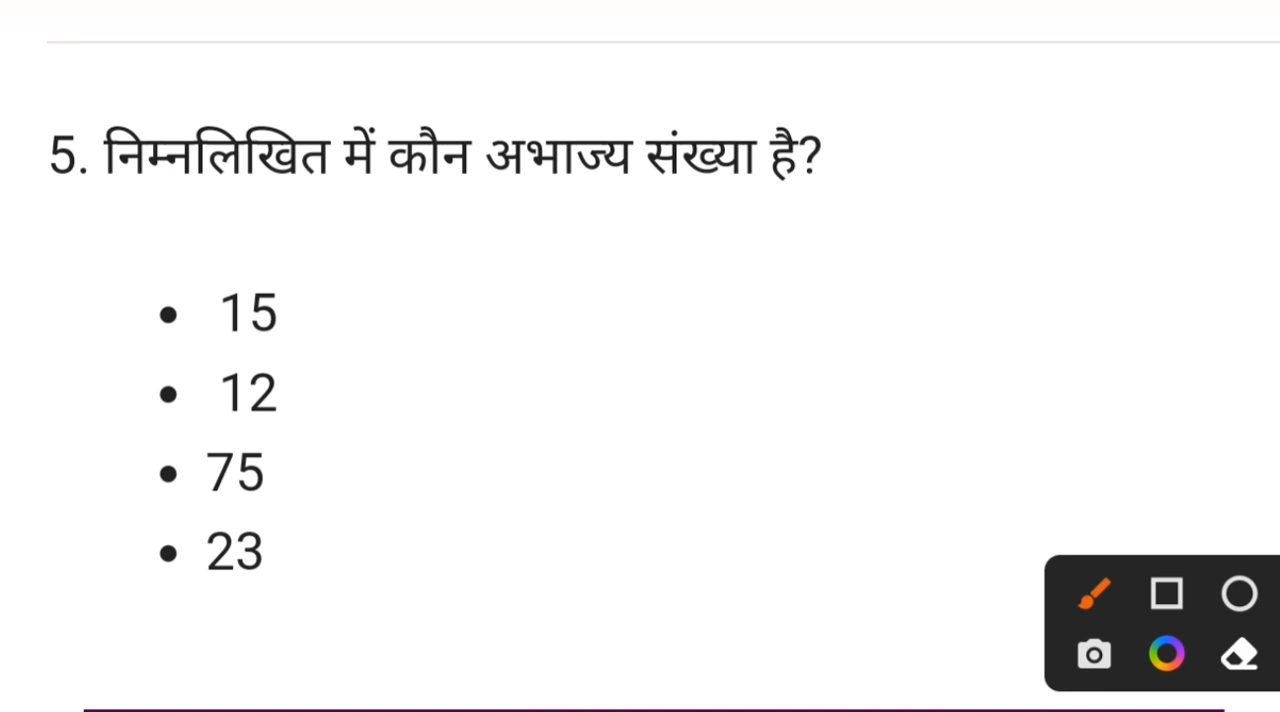 5. निम्नलिखित में कौन अभाज्य संख्या है?
• 15
• 12
• 75
• 23